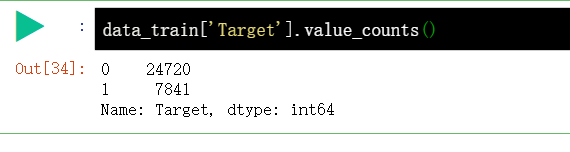 : data_train['Target'].value_counts()
Out[34]: 0    24720
1     7841
Name: Target, dtype: int64